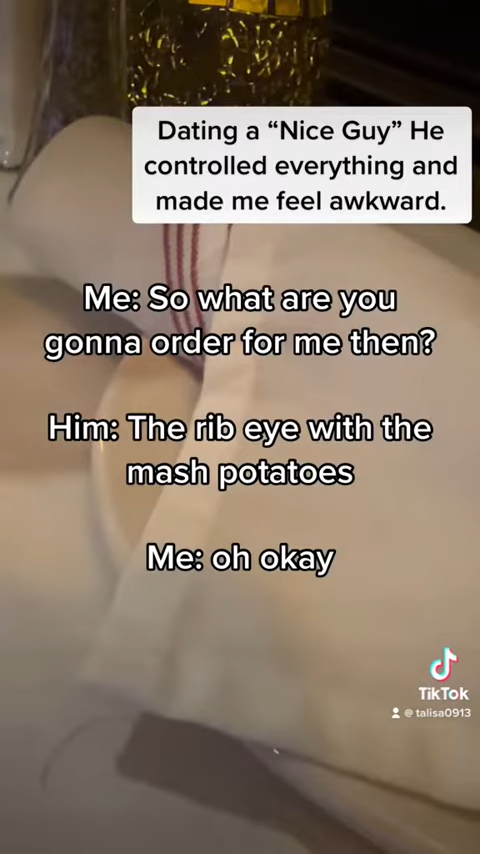 Dating a “Nice Guy” He
controlled everything and
made me feel awkward.
Me: So what are you
gonna order for me then?
Him: The rib eye with the
mash potatoes
Me: oh okay
TikTok
@ talisa0913